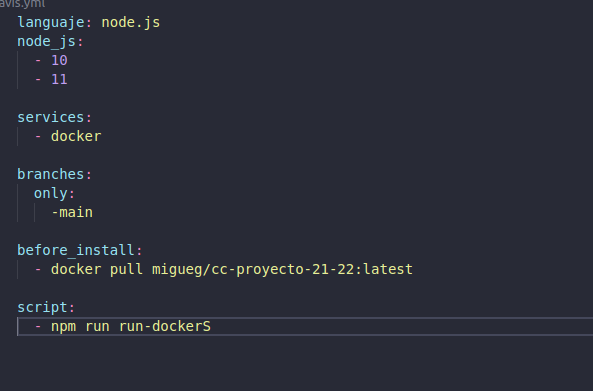 avis.yml
languaje: node.js
node_js:
- 10
- 11
services:
- docker
branches:
only:
-main
before_install:
- docker pull migueg/cc-proyecto-21-22:latest
script:
- npm run run-dockerS